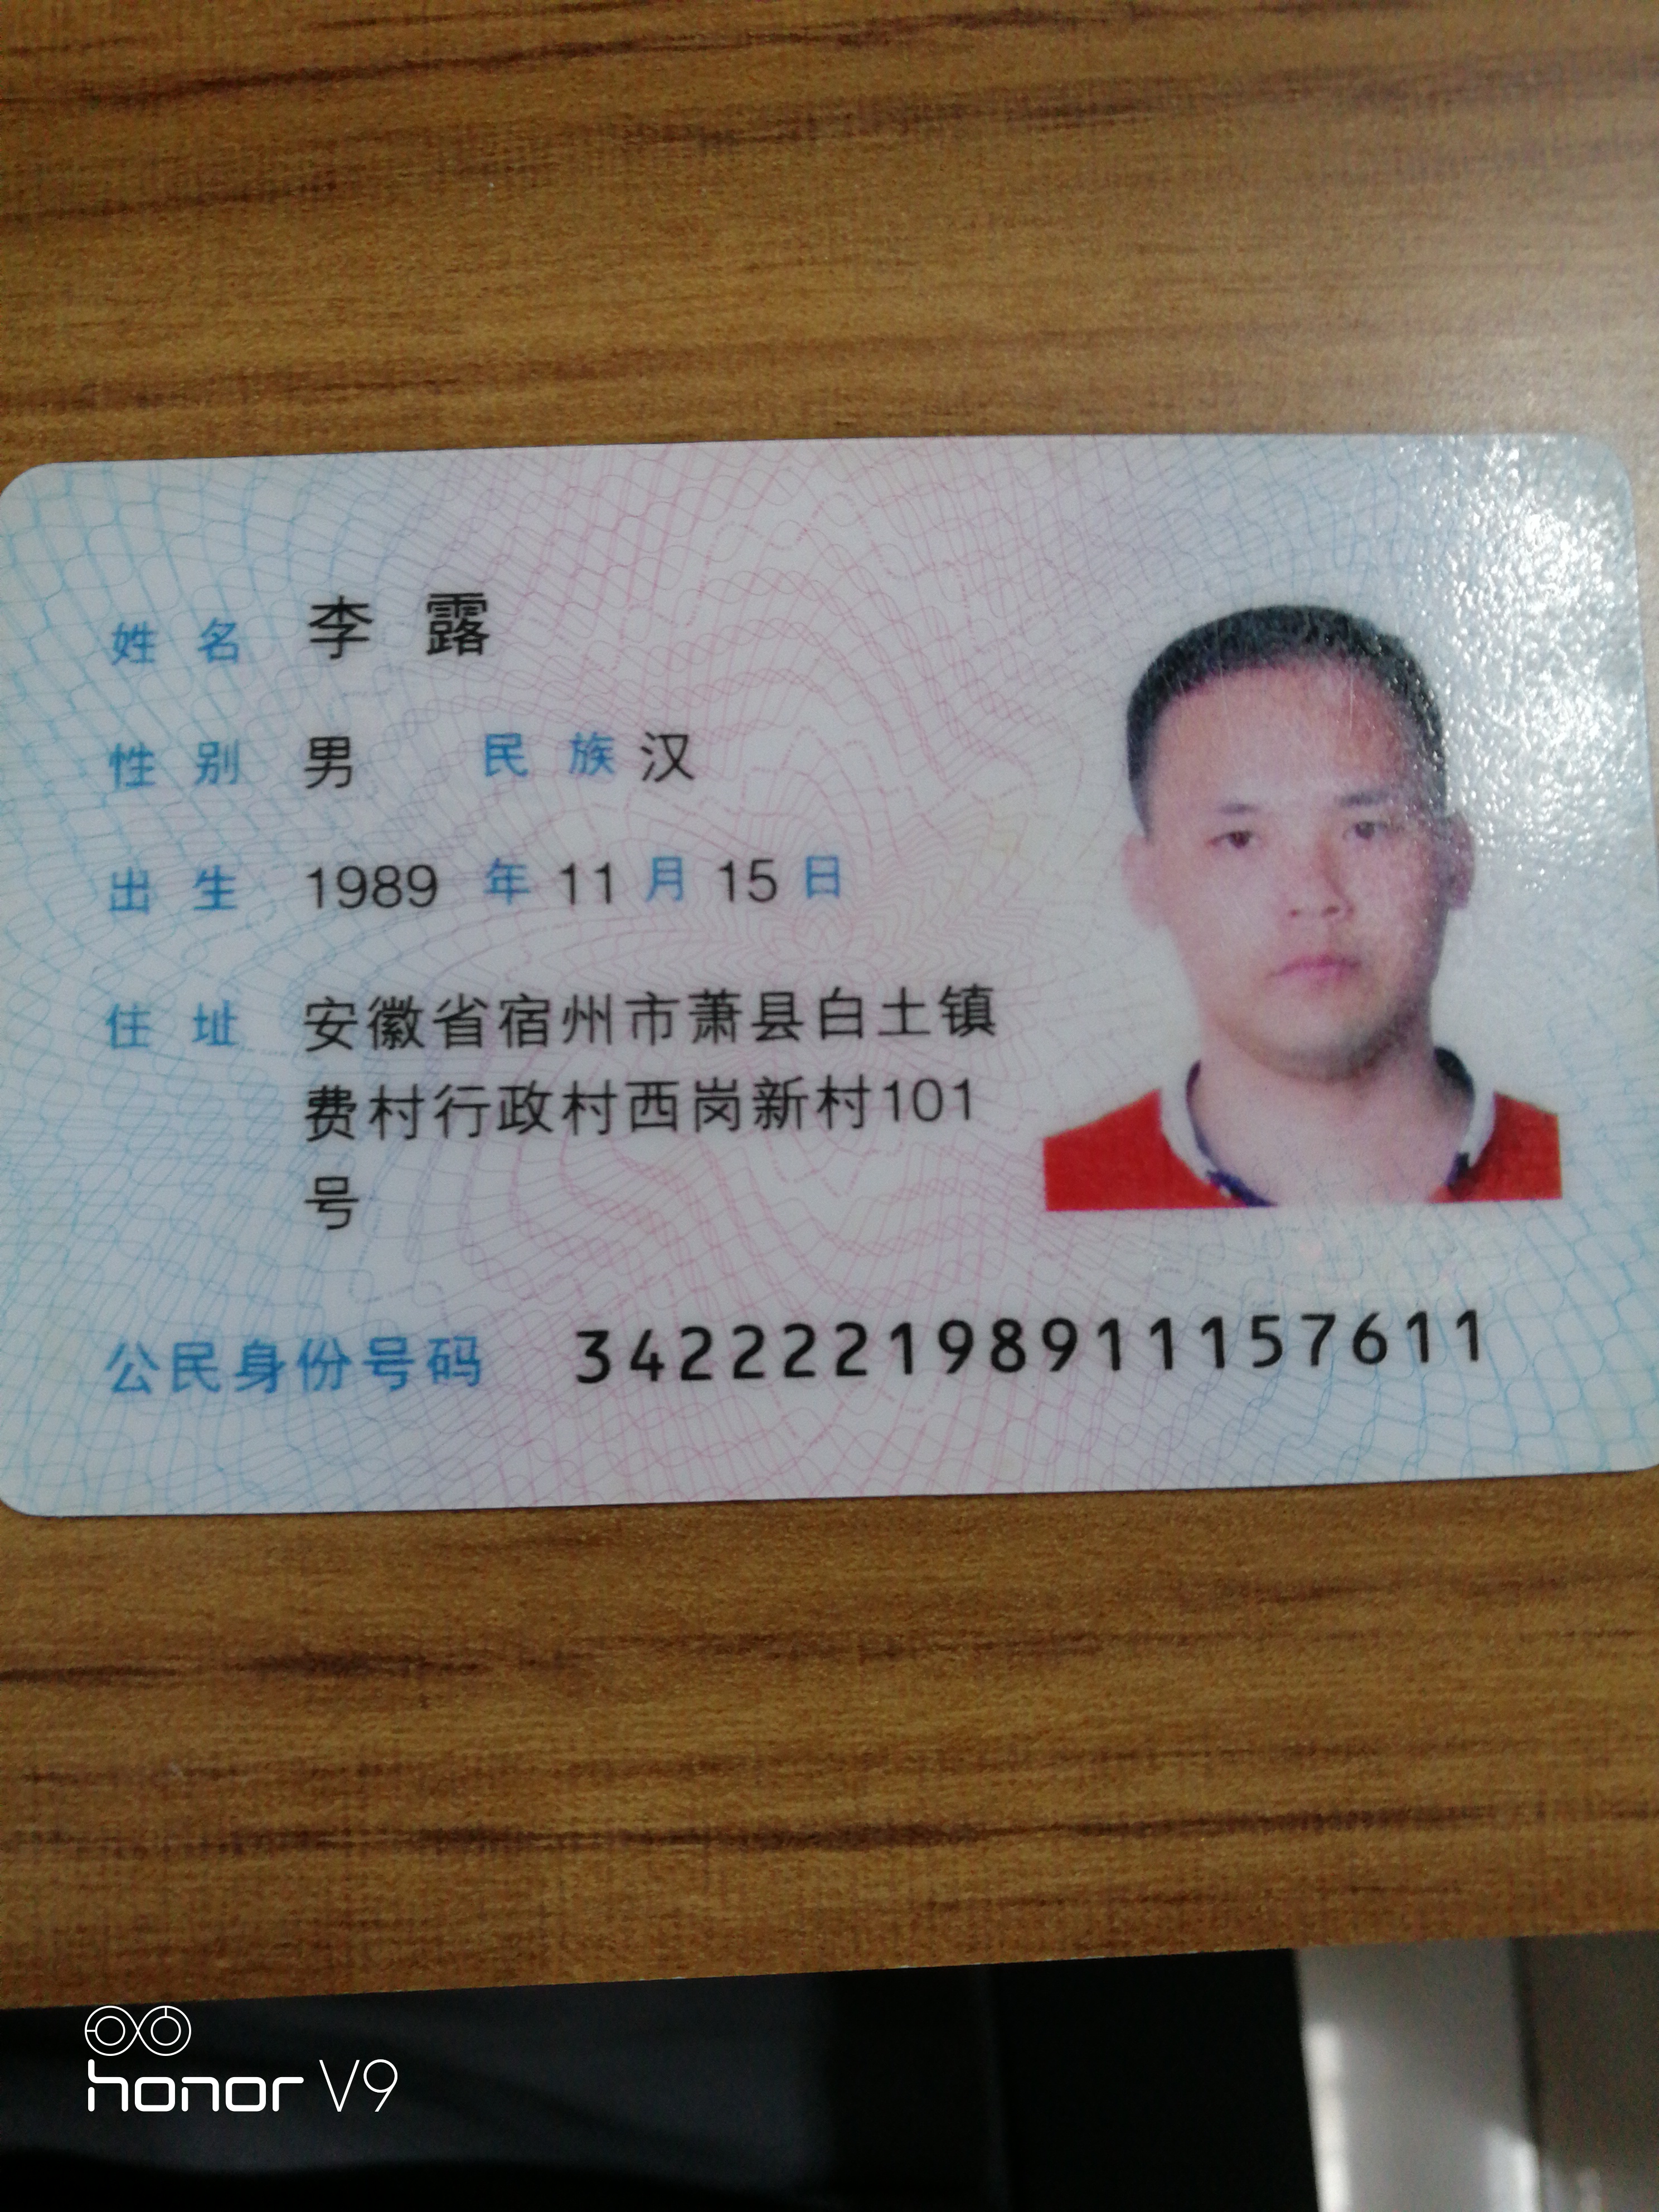 姓名 李露
性别 男 民族 汉
出生 1989 年 11 月 15 日
住址 安徽省宿州市萧县白土镇
费村行政村西岗新村101
号
公民身份号码 342222198911157611
honor V9